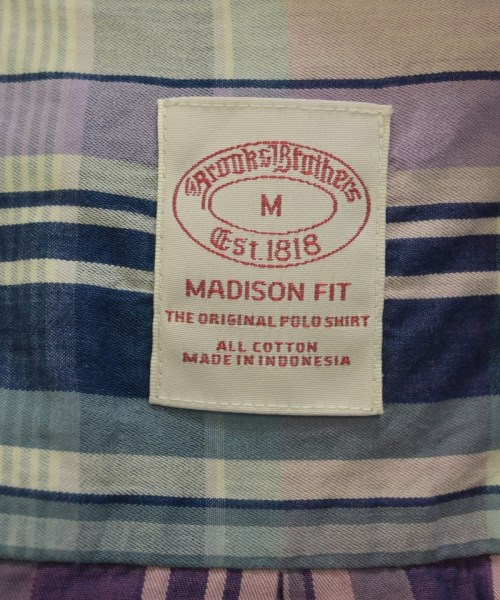 Brooks Brothers
M
Est. 1818
MADISON FIT
THE ORIGINAL POLO SHIRT
ALL COTTON
MADE IN INDONESIA